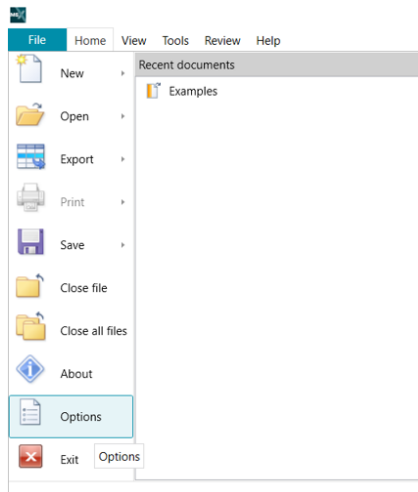 File Home View Tools Review Help
Recent documents
Examples
New
Open
Export
Print
Save
Close file
Close all files
About
Options
Exit
Options